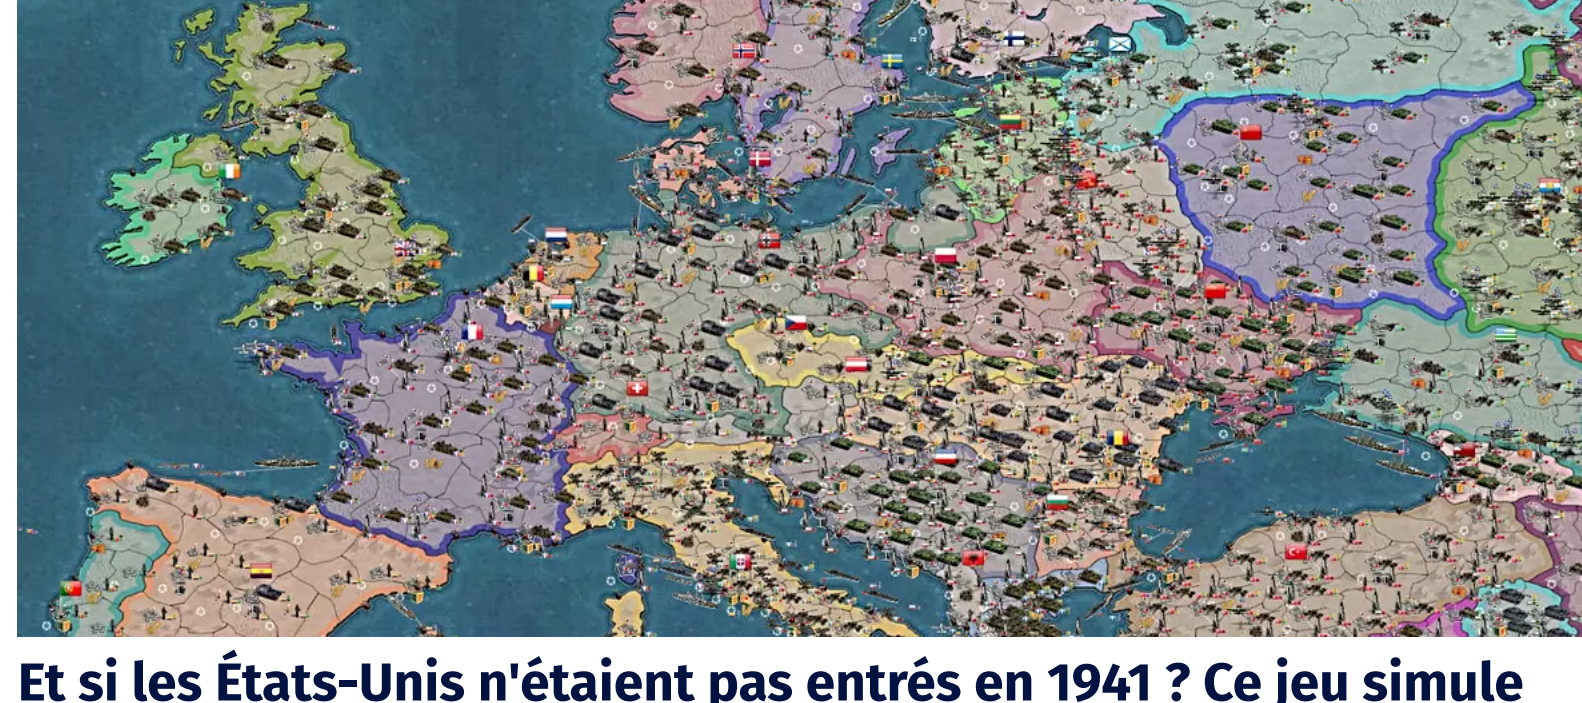 Et si les États-Unis n'étaient pas entrés en 1941 ? Ce jeu simule